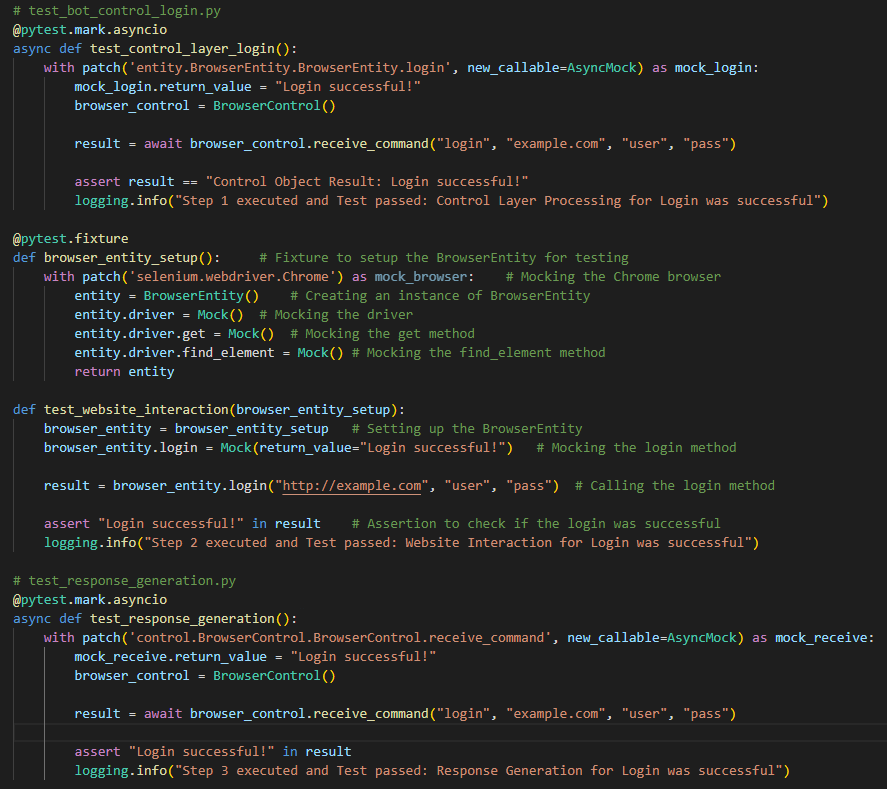 # test_bot_control_login.py
@pytest.mark.asyncio
async def test_control_layer_login():
    with patch('entity.BrowserEntity.BrowserEntity.login', new_callable=AsyncMock) as mock_login:
        mock_login.return_value = "Login successful!"
        browser_control = BrowserControl()

        result = await browser_control.receive_command("login", "example.com", "user", "pass")

        assert result == "Control Object Result: Login successful!"
        logging.info("Step 1 executed and Test passed: Control Layer Processing for Login was successful")

@pytest.fixture
def browser_entity_setup():     # Fixture to setup the BrowserEntity for testing
    with patch('selenium.webdriver.Chrome') as mock_browser:    # Mocking the Chrome browser
        entity = BrowserEntity()    # Creating an instance of BrowserEntity
        entity.driver = Mock()  # Mocking the driver
        entity.driver.get = Mock()  # Mocking the get method
        entity.driver.find_element = Mock() # Mocking the find_element method
        return entity

def test_website_interaction(browser_entity_setup):
    browser_entity = browser_entity_setup   # Setting up the BrowserEntity
    browser_entity.login = Mock(return_value="Login successful!")   # Mocking the login method

    result = browser_entity.login("http://example.com", "user", "pass")  # Calling the login method

    assert "Login successful!" in result    # Assertion to check if the login was successful
    logging.info("Step 2 executed and Test passed: Website Interaction for Login was successful")

# test_response_generation.py
@pytest.mark.asyncio
async def test_response_generation():
    with patch('control.BrowserControl.BrowserControl.receive_command', new_callable=AsyncMock) as mock_receive:
        mock_receive.return_value = "Login successful!"
        browser_control = BrowserControl()

        result = await browser_control.receive_command("login", "example.com", "user", "pass")

        assert "Login successful!" in result
        logging.info("Step 3 executed and Test passed: Response Generation for Login was successful")